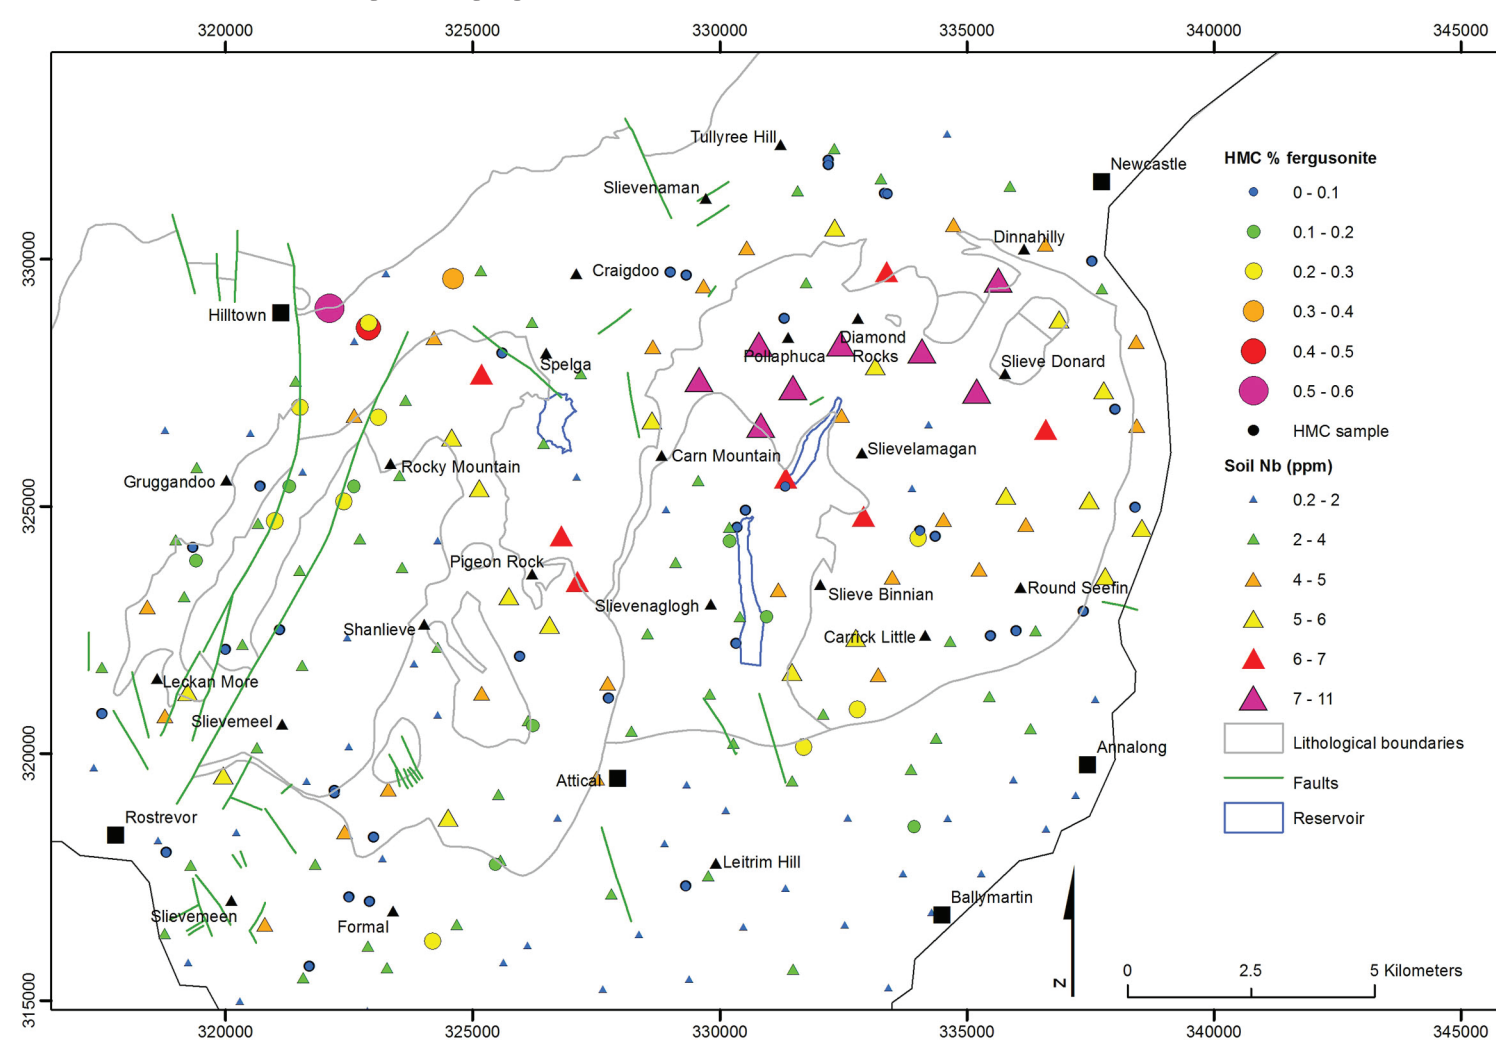 320000
325000
330000
335000
340000
345000
Tullyree Hill
Newcastle
HMC % fergusonite
Slievenaman
0 - 0.1
0.1 - 0.2
Dinnahilly
330000
Craigdoo
0.2 - 0.3
Hilltown
0.3 - 0.4
Diamond
Rocks
Pollaphuca
0.4 - 0.5
Spelga
Slieve Donard
0.5 - 0.6
HMC sample
Slievelamagan
Carn Mountain
Rocky Mountain
Soil Nb (ppm)
Gruggandoo
0.2 - 2
325000
2 - 4
Pigeon Rock
4 - 5
Slieve Binnian
Round Seefin
Slievenaglogh
5 - 6
Shanlieve
Carrick Little
6 - 7
Leckan More
7 - 11
Slievemeel
Lithological boundaries
320000
Annalong
Attical
Faults
Rostrevor
Reservoir
Leitrim Hill
Ballymartin
Slievemeen
Formal
0
2.5
5 Kilometers
N
315000
320000
325000
330000
335000
340000
345000